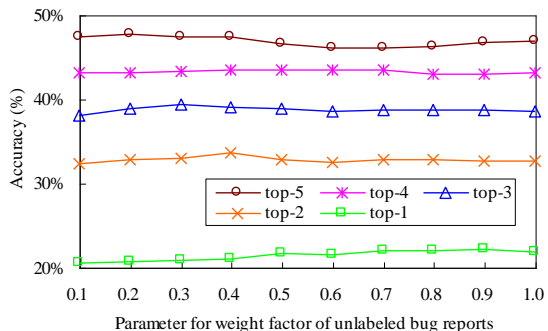 50%
40%
30%
20%
Accuracy (%)
top-5 top-4 top-3
top-2 top-1
0.1 0.2 0.3 0.4 0.5 0.6 0.7 0.8 0.9 1.0
Parameter for weight factor of unlabeled bug reports